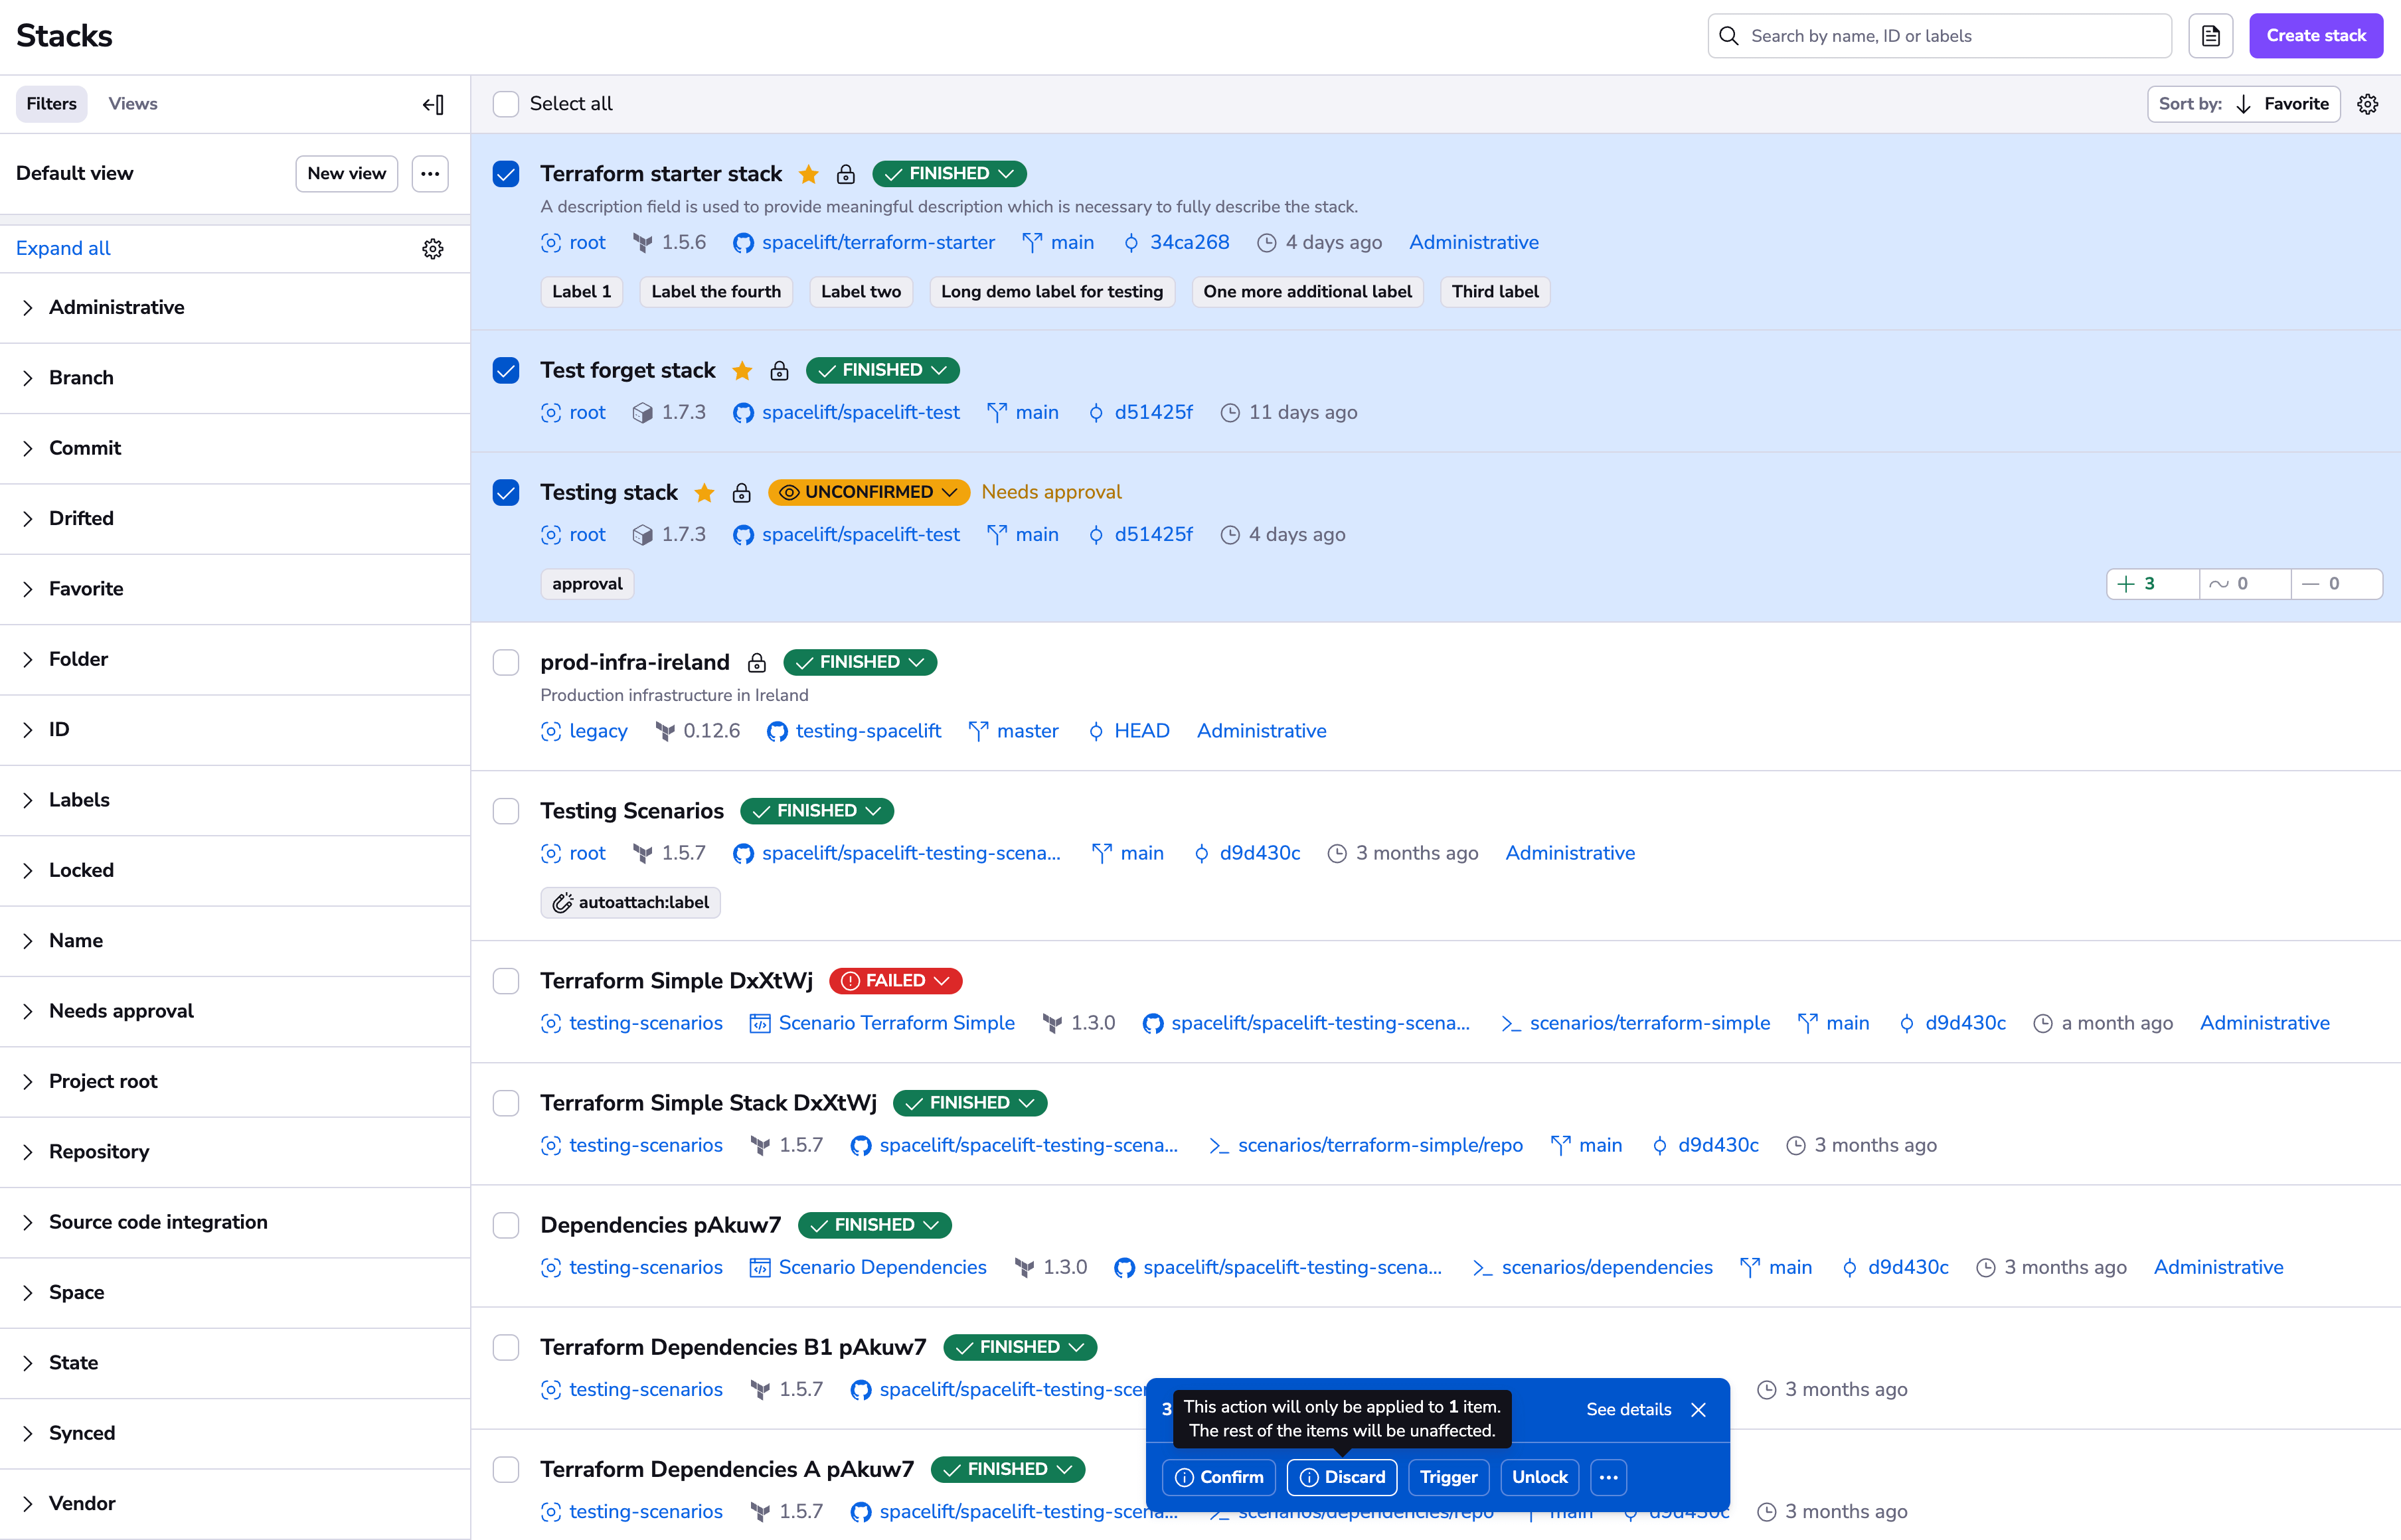 Stacks
Search by name, ID or labels
Create stack
Filters
Views
Select all
Sort by:
Favorite
Default view
New view
Expand all
Administrative
Branch
Commit
Drifted
Favorite
Folder
ID
Labels
Locked
Name
Needs approval
Project root
Repository
Source code integration
Space
State
Synced
Vendor
Terraform starter stack FINISHED
A description field is used to provide meaningful description which is necessary to fully describe the stack.
root 1.5.6 spacelift/terraform-starter main 34ca268 4 days ago Administrative
Label 1 Label the fourth Label two Long demo label for testing One more additional label Third label
Test forget stack FINISHED
root 1.7.3 spacelift/spacelift-test main d51425f 11 days ago
Testing stack UNCONFIRMED Needs approval
root 1.7.3 spacelift/spacelift-test main d51425f 4 days ago
approval
3 0 0
prod-infra-ireland FINISHED
Production infrastructure in Ireland
legacy 0.12.6 testing-spacelift master HEAD Administrative
Testing Scenarios FINISHED
root 1.5.7 spacelift/spacelift-testing-scena... main d9d430c 3 months ago Administrative
autoattach:label
Terraform Simple DxXtWj FAILED
testing-scenarios Scenario Terraform Simple 1.3.0 spacelift/spacelift-testing-scena... scenarios/terraform-simple main d9d430c a month ago Administrative
Terraform Simple Stack DxXtWj FINISHED
testing-scenarios 1.5.7 spacelift/spacelift-testing-scena... scenarios/terraform-simple/repo main d9d430c 3 months ago
Dependencies pAkuw7 FINISHED
testing-scenarios Scenario Dependencies 1.3.0 spacelift/spacelift-testing-scena... scenarios/dependencies main d9d430c 3 months ago Administrative
Terraform Dependencies B1 pAkuw7 FINISHED
testing-scenarios 1.5.7 spacelift/spacelift-testing-scen 3 months ago
Terraform Dependencies A pAkuw7 FINISHED
testing-scenarios 1.5.7 spacelift/spacelift-testing-scena... scenarios/dependencies/repo main d9d430c 3 months ago
3
This action will only be applied to 1 item.
The rest of the items will be unaffected.
See details
Confirm Discard Trigger Unlock